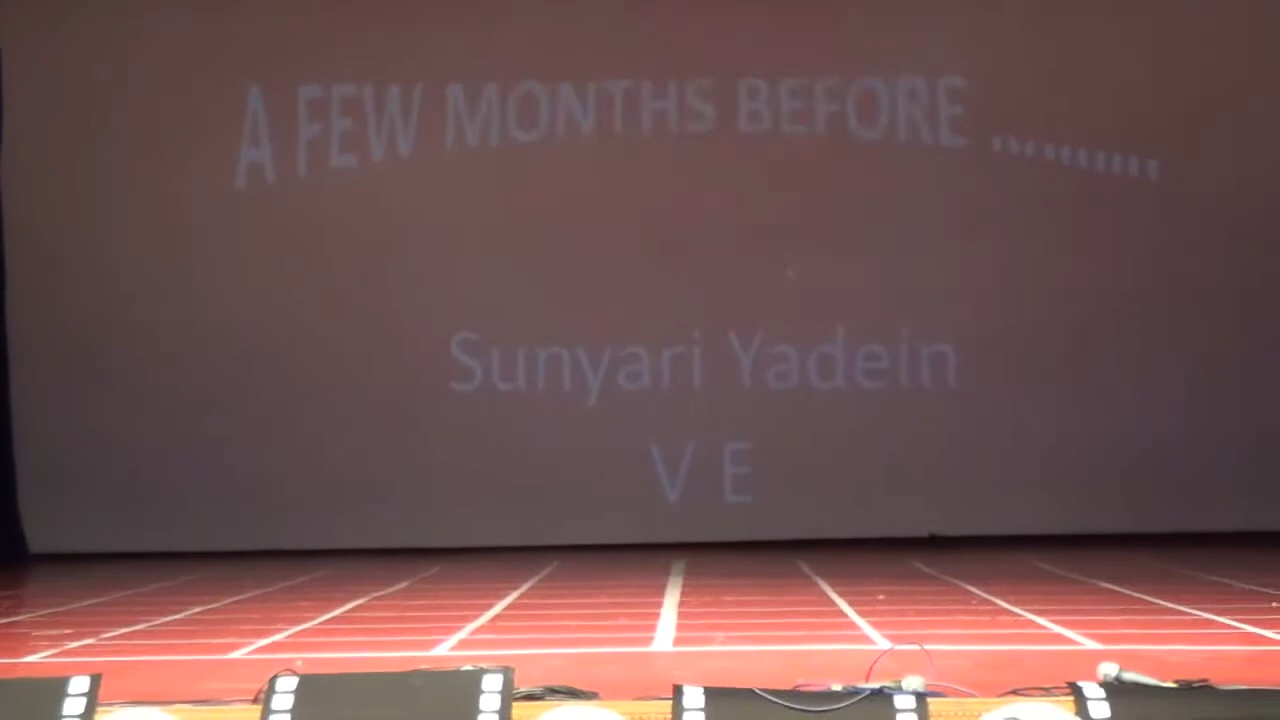 A FEW MONTHS BEFORE ..........
Sunyari Yadein
V E